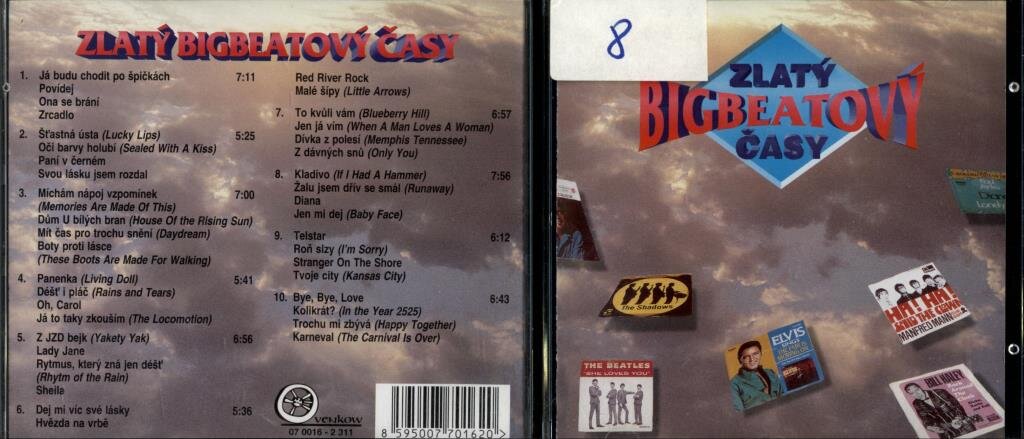 ZLATÝ BIGBEATOVÝ ČASY
1. Já budu chodit po špičkách 7:11
Povídej
Ona se brání
Zrcadlo
2. Šťastná ústa (Lucky Lips) 5:25
Oči barvy holubí (Sealed With A Kiss)
Paní v černém
Svou lásku jsem rozdal
3. Míchám nápoj vzpomínek 7:00
(Memories Are Made Of This)
Dům U bílých bran (House Of the Rising Sun)
Mít čas pro trochu snění (Daydream)
Boty proti lásce
(These Boots Are Made For Walking)
4. Panenka (Living Doll) 5:41
Déšť i pláč (Rains and Tears)
Oh, Carol
Já to taky zkouším (The Locomotion)
5. Z JZD bejk (Yakety Yak) 6:56
Lady Jane
Rytmus, který zná jen déšť
(Rhytm of the Rain)
Sheila
6. Dej mi víc své lásky 5:36
Hvězda na vrbě
Red River Rock
Malé šípy (Little Arrows)
7. To kvůli vám (Blueberry Hill) 6:57
Jen já vím (When A Man Loves A Woman)
Dívka z polesí (Memphis Tennessee)
Z dávných snů (Only You)
8. Kladivo (If I Had A Hammer) 7:56
Žalu jsem dřív se smál (Runaway)
Diana
Jen mi dej (Baby Face)
9. Telstar 6:12
Roň slzy (I'm Sorry)
Stranger On The Shore
Tvoje city (Kansas City)
10. Bye, Bye, Love 6:43
Kolikrát? (In the Year 2525)
Trochu mi zbývá (Happy Together)
Karneval (The Carnival Is Over)
venkow
07 0016 - 2 311
8 595007 701620 >
8
ZLATÝ
BIGBEATOVÝ
ČASY
The Shadows
THE BEATLES
"SHE LOVES YOU"
ELVIS
SINGS
HA! HA!
SAID THE CLOWN
MANFRED MANN
BILL HALEY
Rock
Around
The